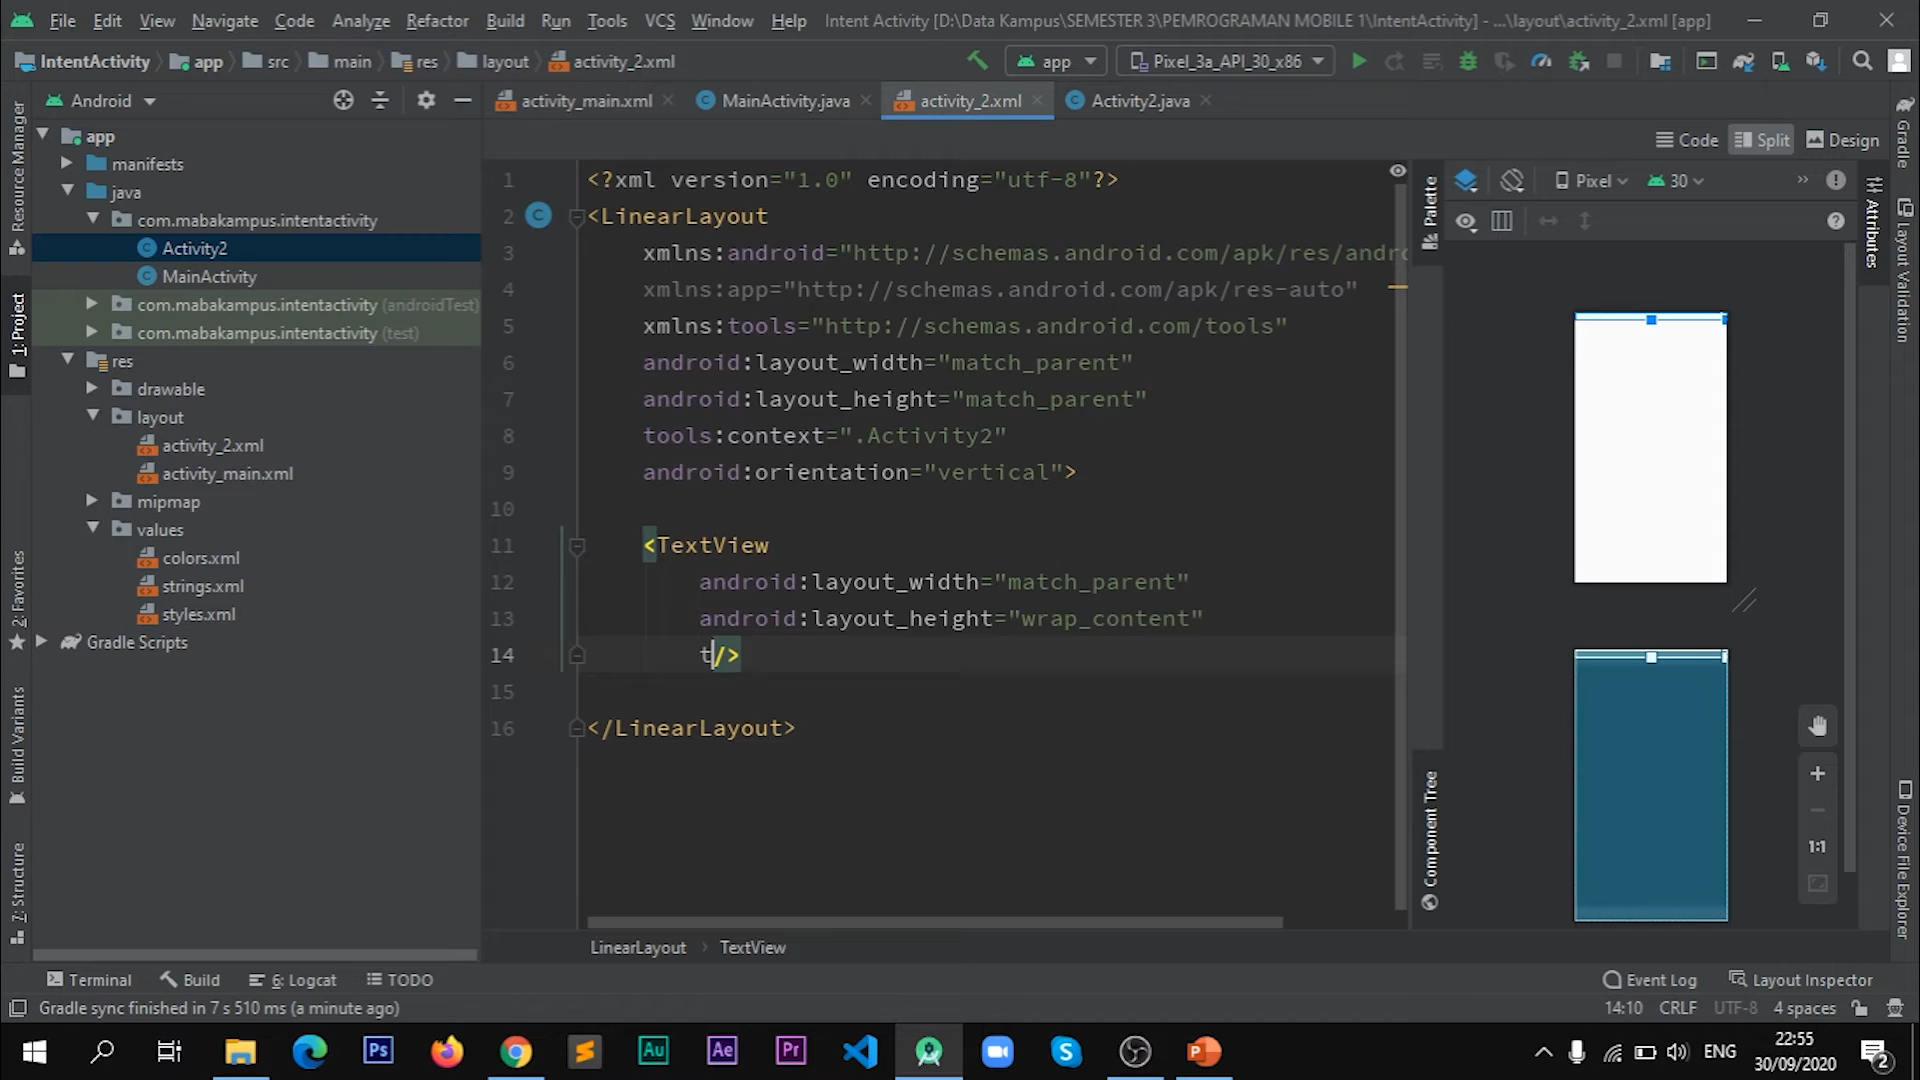 File Edit View Navigate Code Analyze Refactor Build Run Tools VCS Window Help Intent Activity [D:\Data Kampus\SEMESTER 3\PEMROGRAMAN MOBILE 1\IntentActivity] - ...\layout\activity_2.xml [app]
IntentActivity app src main res layout activity_2.xml app Pixel_3a_API_30_x86
Android activity_main.xml MainActivity.java activity_2.xml Activity2.java
Code Split Design
Resource Manager
1: Project
2: Favorites
Build Variants
7: Structure
app
manifests
java
com.mabakampus.intentactivity
Activity2
MainActivity
com.mabakampus.intentactivity (androidTest)
com.mabakampus.intentactivity (test)
res
drawable
layout
activity_2.xml
activity_main.xml
mipmap
values
colors.xml
strings.xml
styles.xml
Gradle Scripts
1 <?xml version="1.0" encoding="utf-8"?>
2 <LinearLayout
3 xmlns:android="http://schemas.android.com/apk/res/andro
4 xmlns:app="http://schemas.android.com/apk/res-auto"
5 xmlns:tools="http://schemas.android.com/tools"
6 android:layout_width="match_parent"
7 android:layout_height="match_parent"
8 tools:context=".Activity2"
9 android:orientation="vertical">
10
11 <TextView
12 android:layout_width="match_parent"
13 android:layout_height="wrap_content"
14 t/>
15
16 </LinearLayout>
LinearLayout TextView
Palette
Component Tree
Pixel 30
1:1
Attributes
Gradle
Layout Validation
Device File Explorer
Terminal Build 6: Logcat TODO Event Log Layout Inspector
Gradle sync finished in 7 s 510 ms (a minute ago) 14:10 CRLF UTF-8 4 spaces
Ps Au Ae Pr ENG
22:55
30/09/2020
2